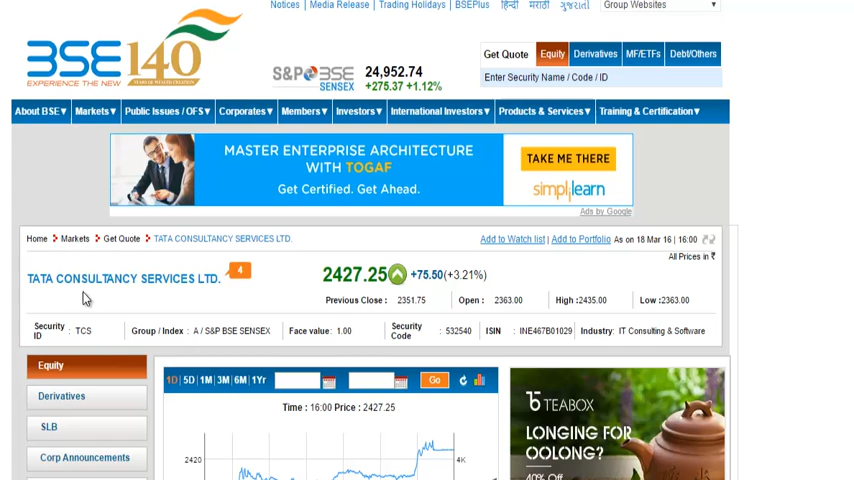 Notices | Media Release | Trading Holidays | BSEPlus हिन्दी मराठी ગુજરાતી Group Websites
BSE 140
EXPERIENCE THE NEW
S&P BSE
SENSEX
24,952.74
+275.37 +1.12%
Get Quote Equity Derivatives MF/ETFs Debt/Others
Enter Security Name / Code / ID
About BSE Markets Public Issues / OFS Corporates Members Investors International Investors Products & Services Training & Certification
MASTER ENTERPRISE ARCHITECTURE
WITH TOGAF
Get Certified. Get Ahead.
TAKE ME THERE
simplilearn
Ads by Google
Home Markets Get Quote TATA CONSULTANCY SERVICES LTD.
Add to Watch list | Add to Portfolio As on 18 Mar 16 | 16:00
All Prices in ₹
TATA CONSULTANCY SERVICES LTD. 4
2427.25 +75.50(+3.21%)
Previous Close : 2351.75 Open : 2363.00 High :2435.00 Low :2363.00
Security ID : TCS Group / Index : A / S&P BSE SENSEX Face value: 1.00 Security Code : 532540 ISIN : INE467B01029 Industry: IT Consulting & Software
Equity
Derivatives
SLB
Corp Announcements
1D| 5D| 1M| 3M| 6M| 1Yr Go
Time : 16:00 Price : 2427.25
2420 4K
TEABOX
LONGING FOR
OOLONG?
40% Off